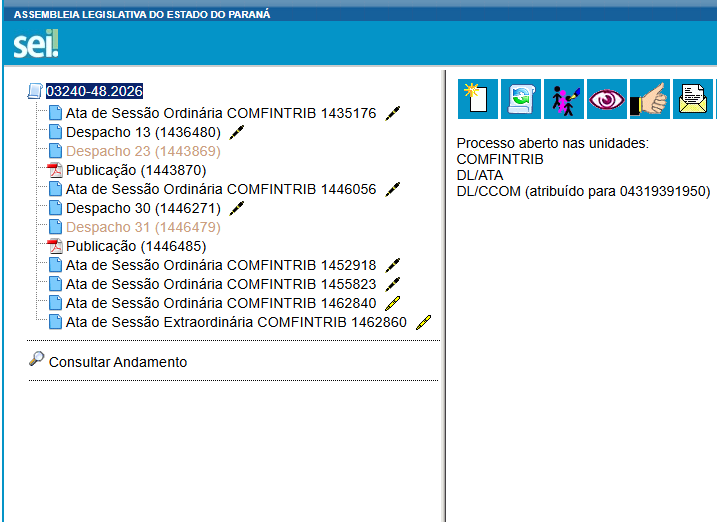 ASSEMBLEIA LEGISLATIVA DO ESTADO DO PARANÁ
sei!
03240-48.2026
Ata de Sessão Ordinária COMFINTRIB 1435176
Despacho 13 (1436480)
Despacho 23 (1443869)
Publicação (1443870)
Ata de Sessão Ordinária COMFINTRIB 1446056
Despacho 30 (1446271)
Despacho 31 (1446479)
Publicação (1446485)
Ata de Sessão Ordinária COMFINTRIB 1452918
Ata de Sessão Ordinária COMFINTRIB 1455823
Ata de Sessão Ordinária COMFINTRIB 1462840
Ata de Sessão Extraordinária COMFINTRIB 1462860
Consultar Andamento
Processo aberto nas unidades:
COMFINTRIB
DL/ATA
DL/CCOM (atribuído para 04319391950)